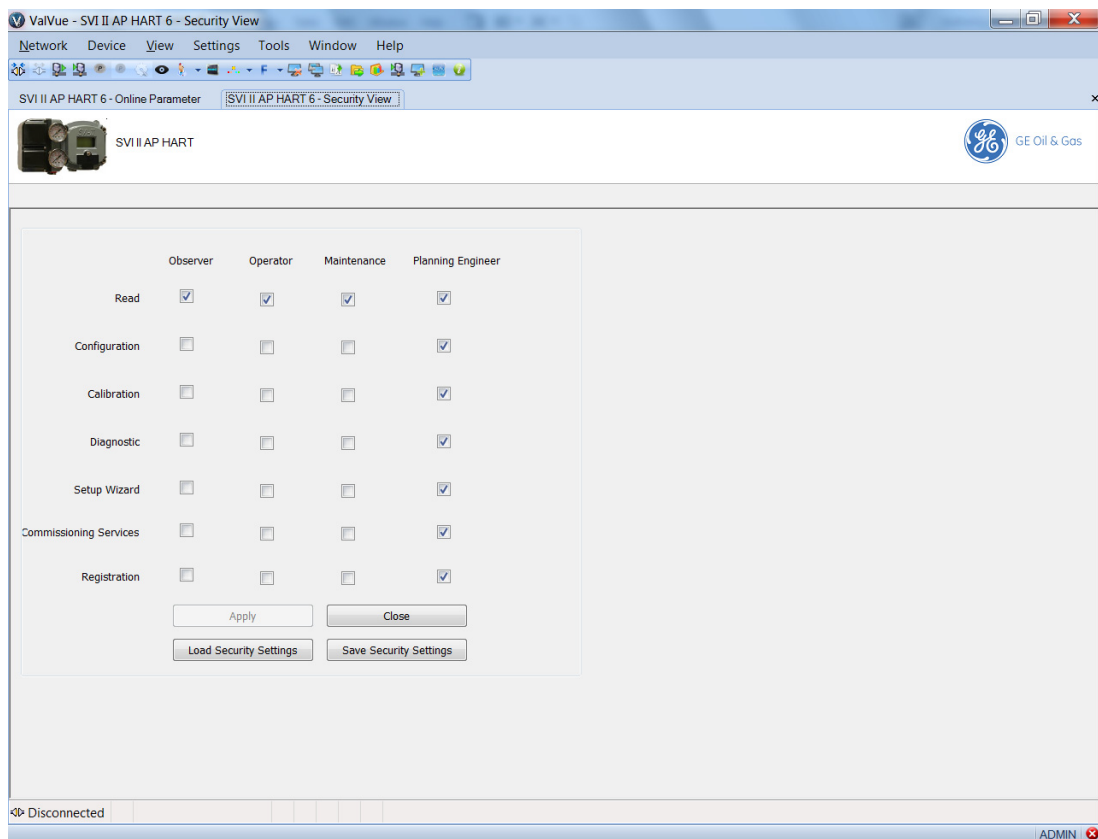 ValVue - SVI II AP HART 6 - Security View
Network Device View Settings Tools Window Help
SVI II AP HART 6 - Online Parameter SVI II AP HART 6 - Security View
SVI II AP HART
GE Oil & Gas
Observer Operator Maintenance Planning Engineer
Read
Configuration
Calibration
Diagnostic
Setup Wizard
Commissioning Services
Registration
Apply Close
Load Security Settings Save Security Settings
Disconnected
ADMIN